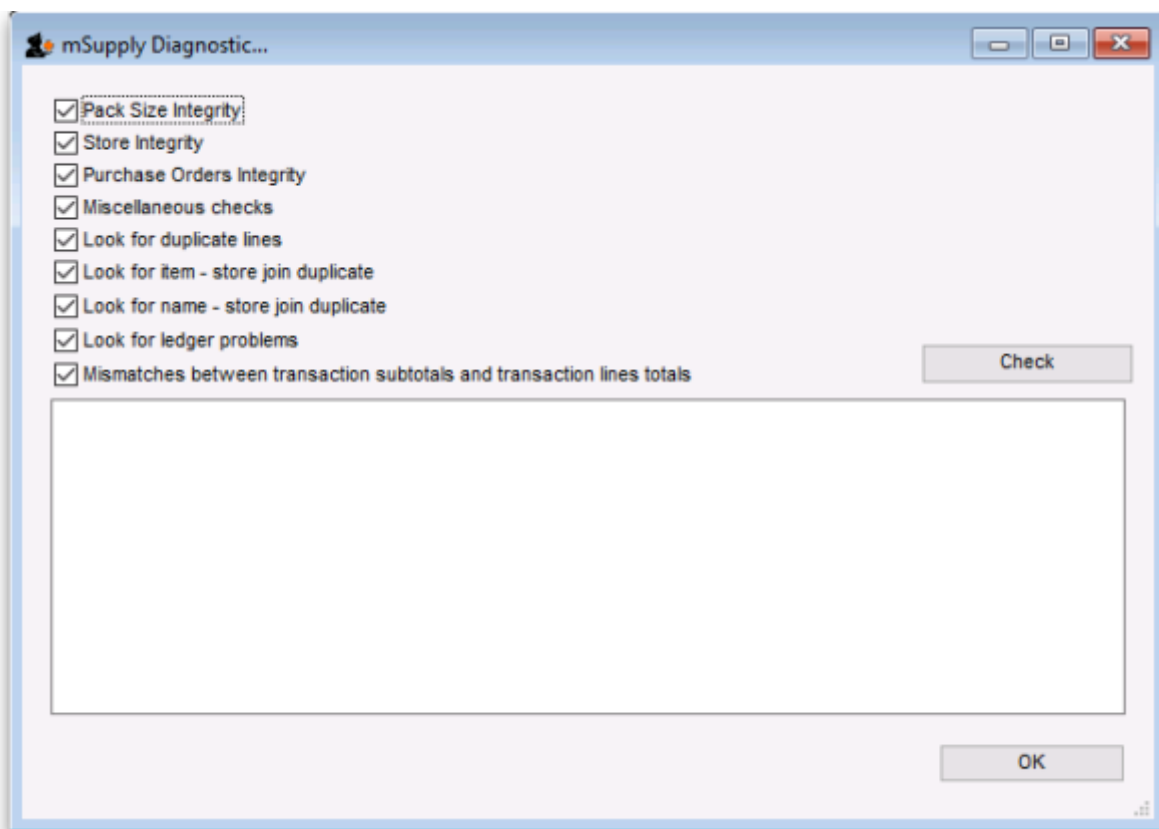 mSupply Diagnostic...
Pack Size Integrity
Store Integrity
Purchase Orders Integrity
Miscellaneous checks
Look for duplicate lines
Look for item - store join duplicate
Look for name - store join duplicate
Look for ledger problems
Mismatches between transaction subtotals and transaction lines totals
Check
OK